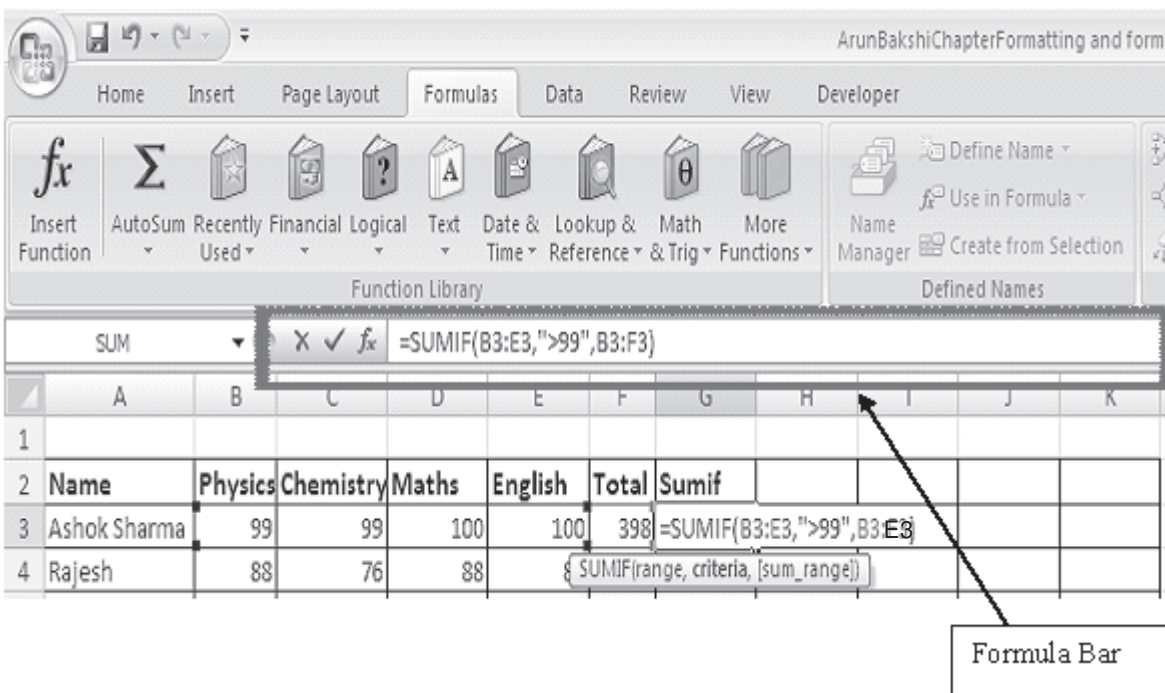 ArunBakshiChapterFormatting and form
Home Insert Page Layout Formulas Data Review View Developer
fx Σ ? A θ Define Name
fx Use in Formula
Insert AutoSum Recently Financial Logical Text Date & Lookup & Math More Name
Function Used Time Reference & Trig Functions Manager Create from Selection
Function Library Defined Names
SUM fx =SUMIF(B3:E3,">99",B3:F3)
A B C D E F G H I J K
1
2 Name Physics Chemistry Maths English Total Sumif
3 Ashok Sharma 99 99 100 100 398 =SUMIF(B3:E3,">99",B3:E3)
4 Rajesh 88 76 88 SUMIF(range, criteria, [sum_range])
Formula Bar